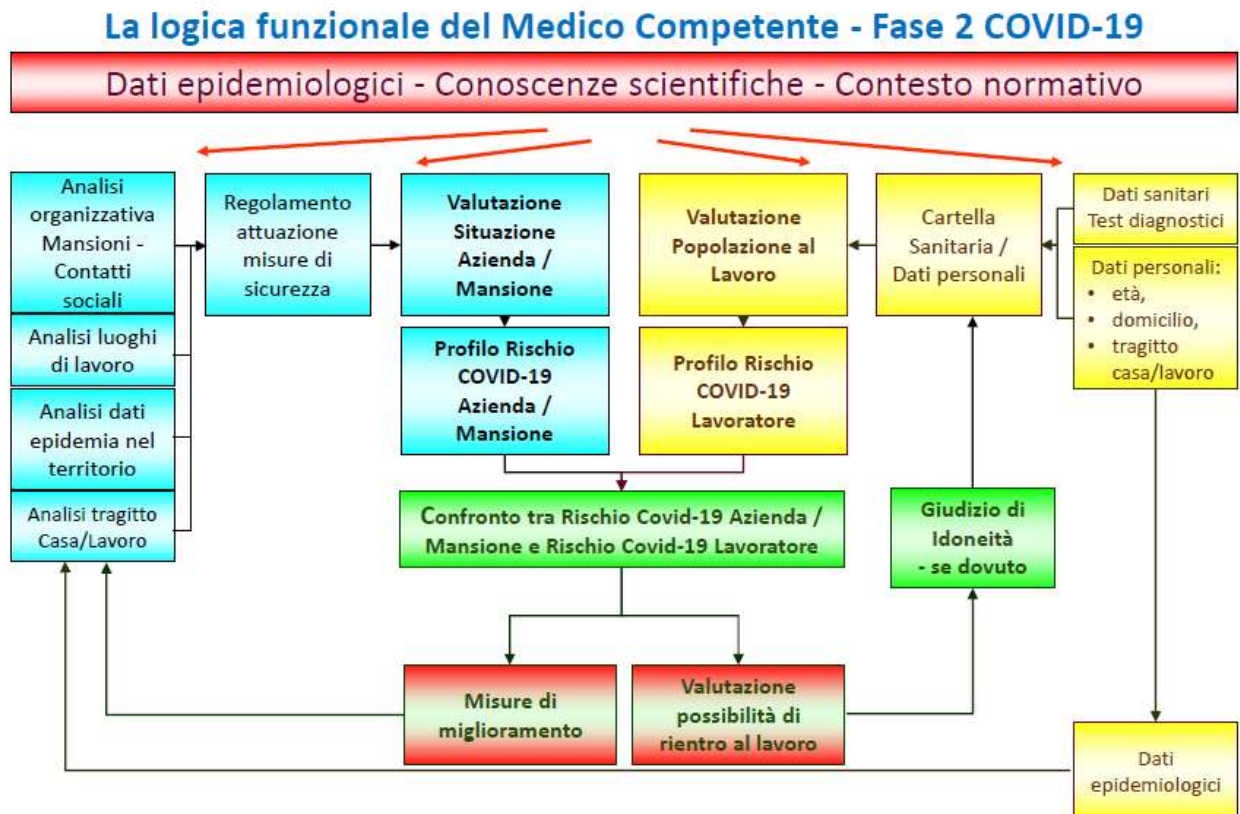 La logica funzionale del Medico Competente - Fase 2 COVID-19
Dati epidemiologici - Conoscenze scientifiche - Contesto normativo
Analisi
organizzativa
Mansioni -
Contatti
sociali
Analisi luoghi
di lavoro
Analisi dati
epidemia nel
territorio
Analisi tragitto
Casa/Lavoro
Regolamento
attuazione
misure di
sicurezza
Valutazione
Situazione
Azienda /
Mansione
Profilo Rischio
COVID-19
Azienda /
Mansione
Valutazione
Popolazione al
Lavoro
Profilo Rischio
COVID-19
Lavoratore
Cartella
Sanitaria /
Dati personali
Dati sanitari
Test diagnostici
Dati personali:
• età,
• domicilio,
• tragitto
casa/lavoro
Confronto tra Rischio Covid-19 Azienda /
Mansione e Rischio Covid-19 Lavoratore
Giudizio di
Idoneità
- se dovuto
Misure di
miglioramento
Valutazione
possibilità di
rientro al lavoro
Dati
epidemiologici